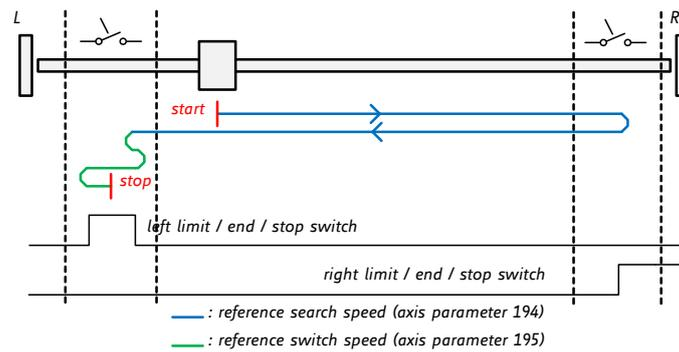 L
R
start
stop
left limit / end / stop switch
right limit / end / stop switch
: reference search speed (axis parameter 194)
: reference switch speed (axis parameter 195)